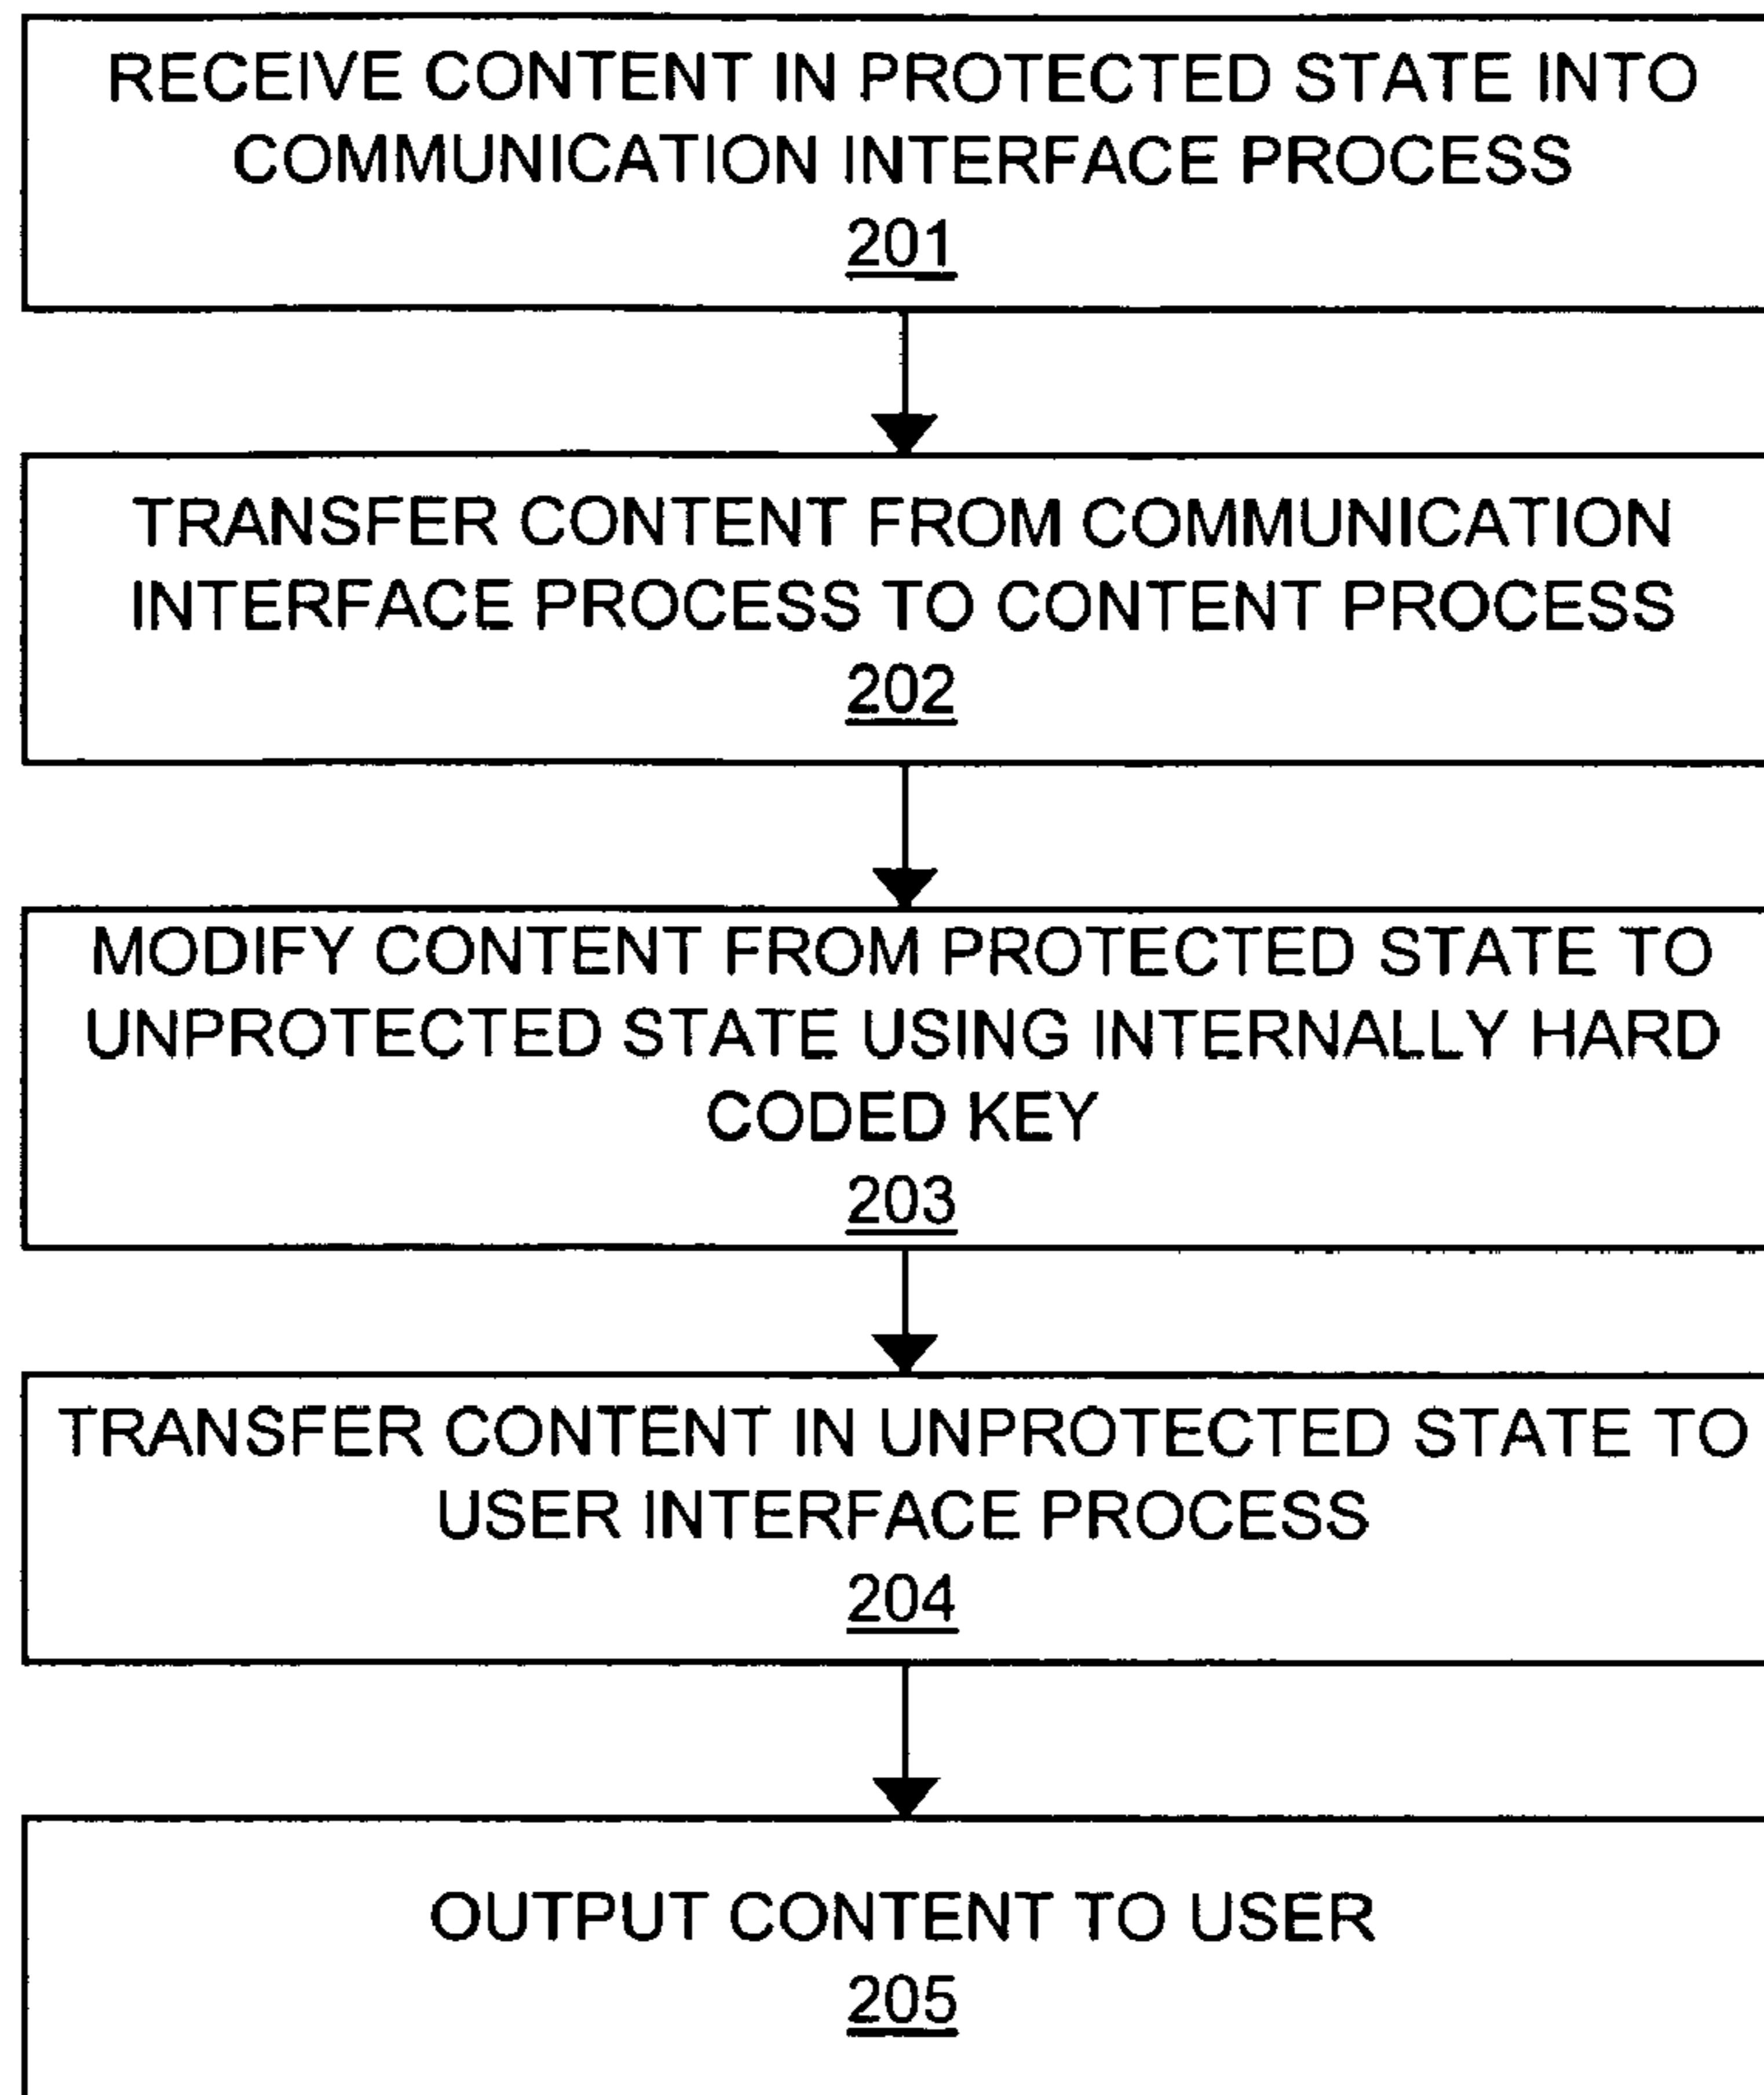 RECEIVE CONTENT IN PROTECTED STATE INTO
COMMUNICATION INTERFACE PROCESS
201
TRANSFER CONTENT FROM COMMUNICATION
INTERFACE PROCESS TO CONTENT PROCESS
202
MODIFY CONTENT FROM PROTECTED STATE TO
UNPROTECTED STATE USING INTERNALLY HARD
CODED KEY
203
TRANSFER CONTENT IN UNPROTECTED STATE TO
USER INTERFACE PROCESS
204
OUTPUT CONTENT TO USER
205